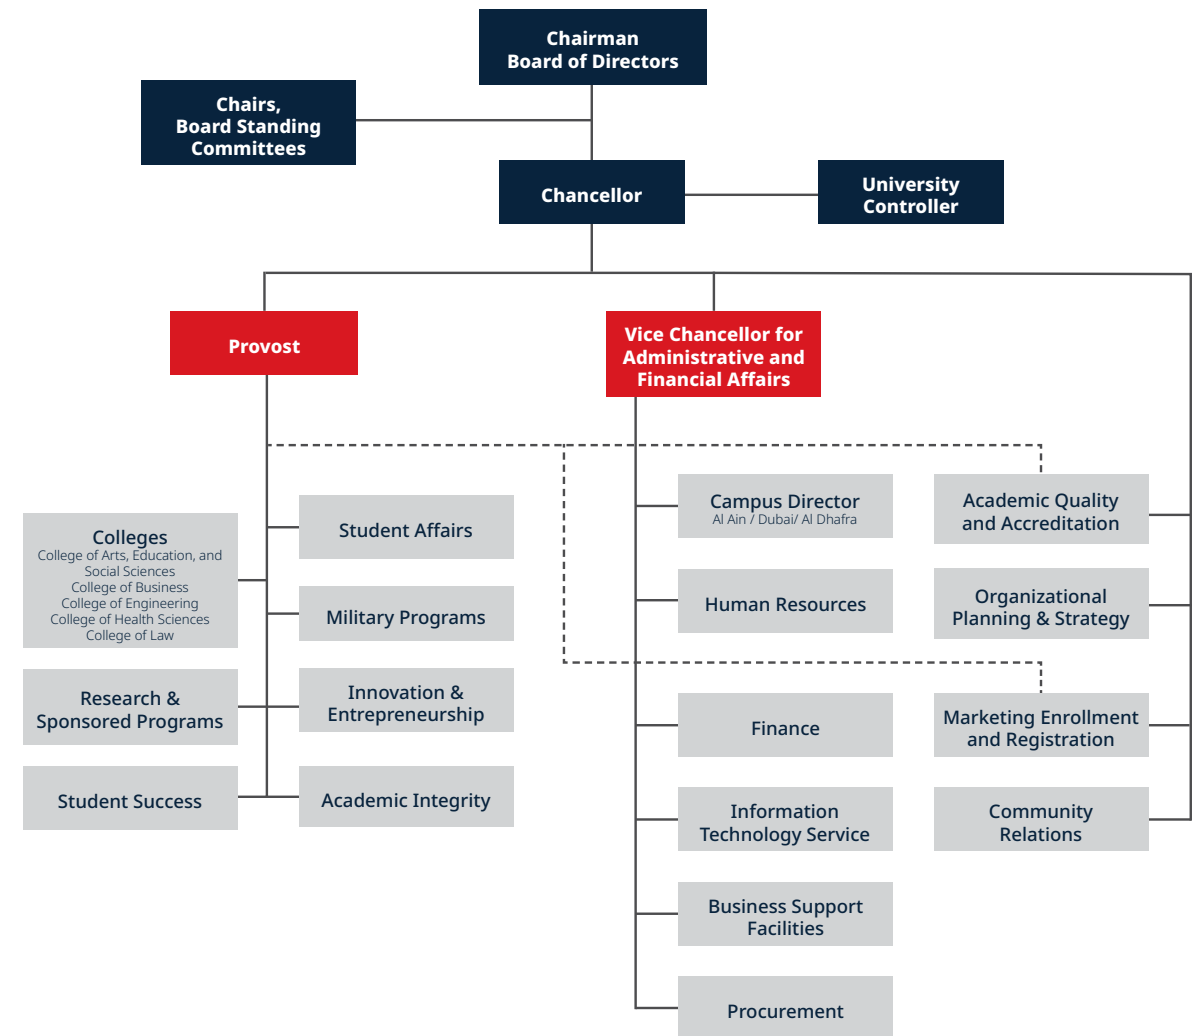 Chairman
Board of Directors
Chairs,
Board Standing
Committees
Chancellor
University
Controller
Provost
Vice Chancellor for
Administrative and
Financial Affairs
Colleges
College of Arts, Education, and
Social Sciences
College of Business
College of Engineering
College of Health Sciences
College of Law
Research &
Sponsored Programs
Student Success
Student Affairs
Military Programs
Innovation &
Entrepreneurship
Academic Integrity
Campus Director
Al Ain / Dubai/ Al Dhafra
Human Resources
Finance
Information
Technology Service
Business Support
Facilities
Procurement
Academic Quality
and Accreditation
Organizational
Planning & Strategy
Marketing Enrollment
and Registration
Community
Relations